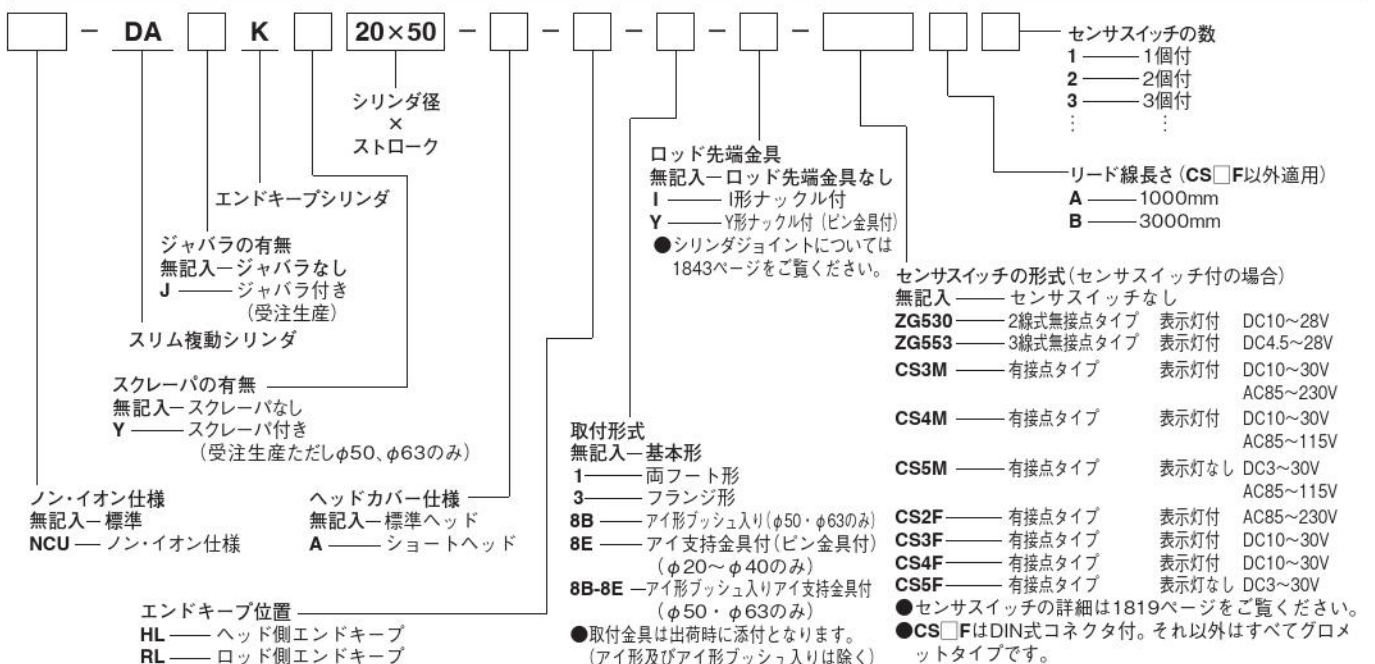 － DA K 20×50 － － － － －
シリンダ径
×
ストローク
エンドキープシリンダ
ジャバラの有無
無記入 ジャバラなし
J ジャバラ付き
(受注生産)
スリム複動シリンダ
スクレーパの有無
無記入 スクレーパなし
Y スクレーパ付き
(受注生産ただしφ50、φ63のみ)
ノン・イオン仕様
無記入 標準
NCU ノン・イオン仕様
ヘッドカバー仕様
無記入 標準ヘッド
A ショートヘッド
エンドキープ位置
HL ヘッド側エンドキープ
RL ロッド側エンドキープ
取付形式
無記入 基本形
1 両フート形
3 フランジ形
8B アイ形ブッシュ入り(φ50・φ63のみ)
8E アイ支持金具付(ピン金具付)
(φ20～φ40のみ)
8B-8E アイ形ブッシュ入りアイ支持金具付
(φ50・φ63のみ)
●取付金具は出荷時に添付となります。
(アイ形及びアイ形ブッシュ入りは除く)
ロッド先端金具
無記入 ロッド先端金具なし
I I形ナックル付
Y Y形ナックル付(ピン金具付)
●シリンダジョイントについては
1843ページをご覧ください。
センサスイッチの形式(センサスイッチ付の場合)
無記入 センサスイッチなし
ZG530 2線式無接点タイプ 表示灯付 DC10～28V
ZG553 3線式無接点タイプ 表示灯付 DC4.5～28V
CS3M 有接点タイプ 表示灯付 DC10～30V
AC85～230V
CS4M 有接点タイプ 表示灯付 DC10～30V
AC85～115V
CS5M 有接点タイプ 表示灯なし DC3～30V
AC85～115V
CS2F 有接点タイプ 表示灯付 AC85～230V
CS3F 有接点タイプ 表示灯付 DC10～30V
CS4F 有接点タイプ 表示灯付 DC10～30V
CS5F 有接点タイプ 表示灯なし DC3～30V
●センサスイッチの詳細は1819ページをご覧ください。
●CS□FはDIN式コネクタ付。それ以外はすべてグロメ
ットタイプです。
リード線長さ(CS□F以外適用)
A 1000mm
B 3000mm
センサスイッチの数
1 1個付
2 2個付
3 3個付
⋮ ⋮